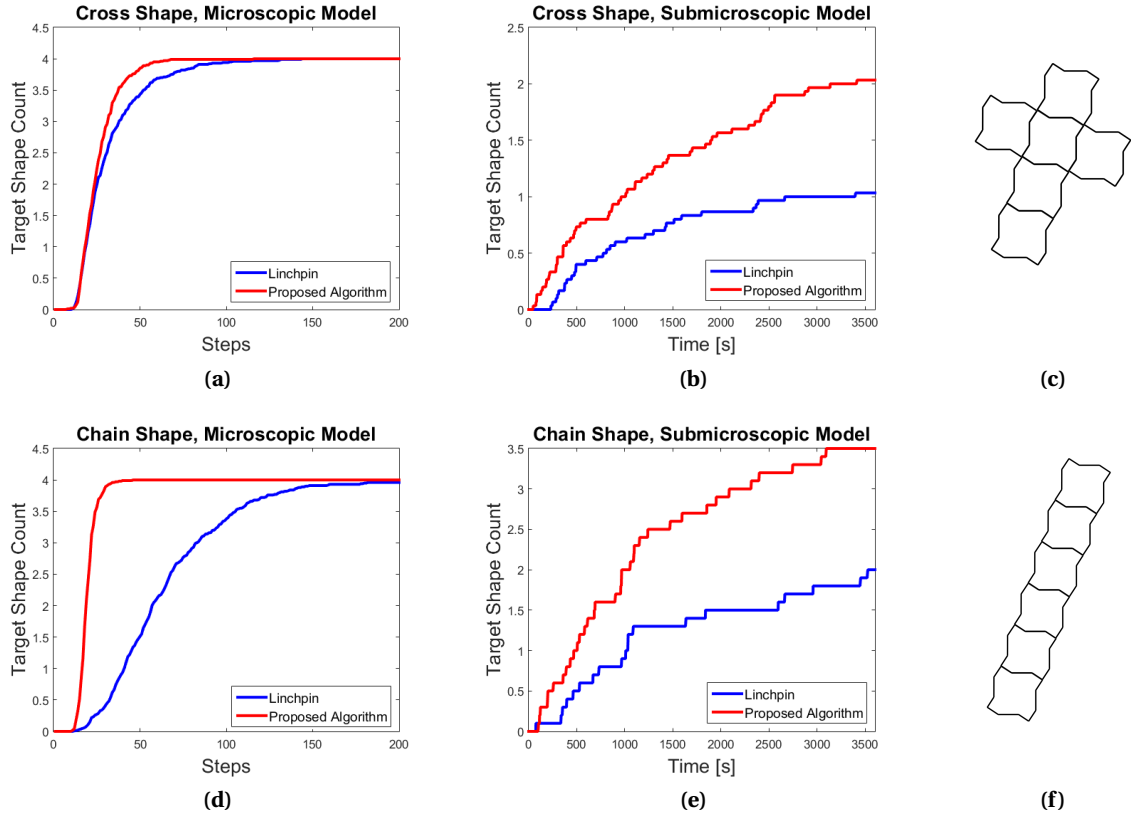 Cross Shape, Microscopic Model
Target Shape Count
4.5
4
3.5
3
2.5
2
1.5
1
0.5
0
0
50
100
150
200
Steps
Linchpin
Proposed Algorithm
(a)
Cross Shape, Submicroscopic Model
Target Shape Count
2.5
2
1.5
1
0.5
0
0
500
1000
1500
2000
2500
3000
3500
Time [s]
Linchpin
Proposed Algorithm
(b)
(c)
Chain Shape, Microscopic Model
Target Shape Count
4.5
4
3.5
3
2.5
2
1.5
1
0.5
0
0
50
100
150
200
Steps
Linchpin
Proposed Algorithm
(d)
Chain Shape, Submicroscopic Model
Target Shape Count
3.5
3
2.5
2
1.5
1
0.5
0
0
500
1000
1500
2000
2500
3000
3500
Time [s]
Linchpin
Proposed Algorithm
(e)
(f)